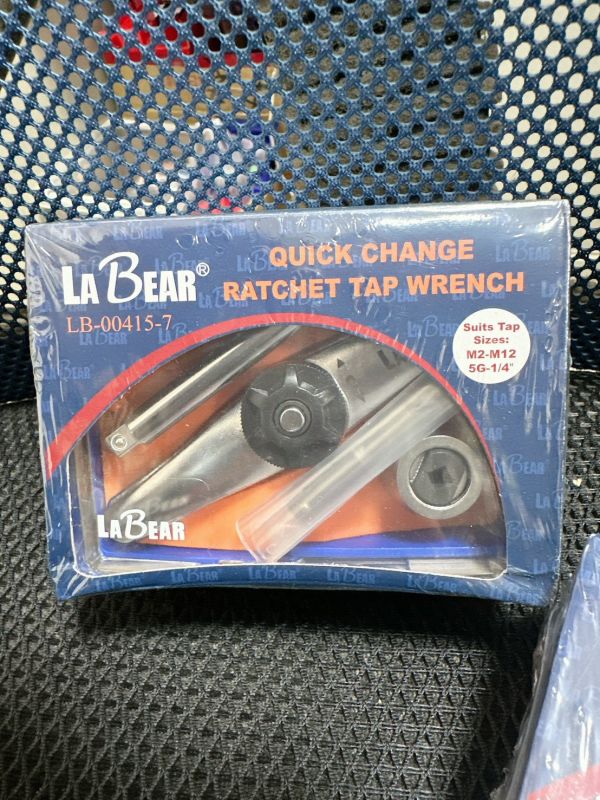 LA BEAR®
LB-00415-7
QUICK CHANGE
RATCHET TAP WRENCH
Suits Tap
Sizes:
M2-M12
5G-1/4"
LA BEAR